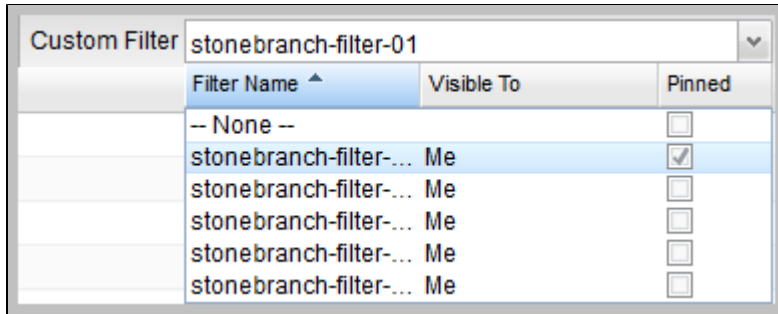 Custom Filter stonebranch-filter-01
Filter Name Visible To Pinned
-- None --
stonebranch-filter-... Me
stonebranch-filter-... Me
stonebranch-filter-... Me
stonebranch-filter-... Me
stonebranch-filter-... Me